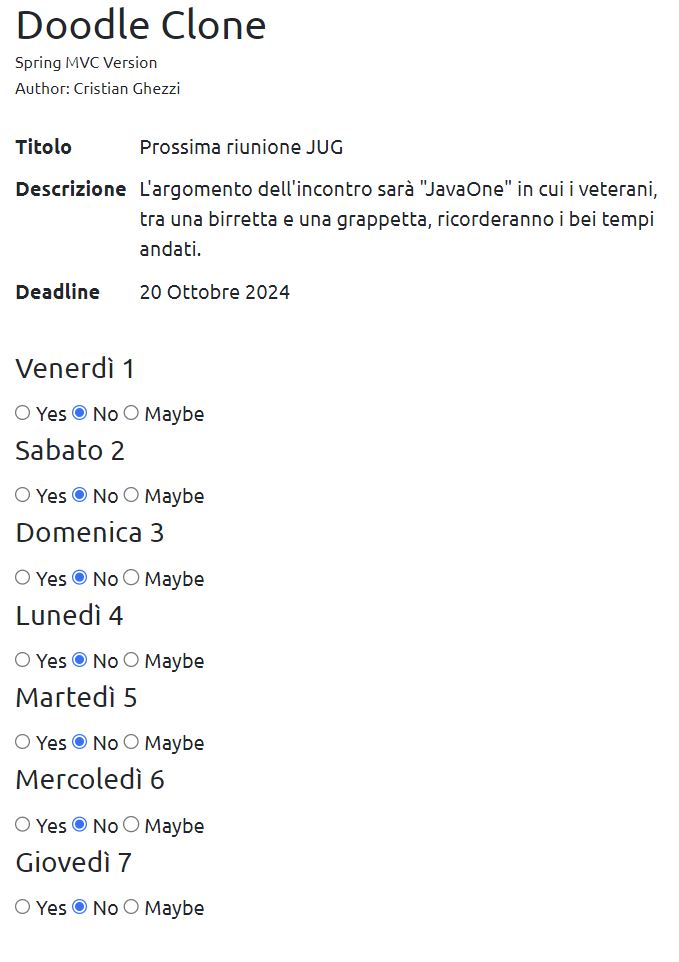 Doodle Clone
Spring MVC Version
Author: Cristian Ghezzi
Titolo Prossima riunione JUG
Descrizione L'argomento dell'incontro sarà "JavaOne" in cui i veterani,
tra una birretta e una grappetta, ricorderanno i bei tempi
andati.
Deadline 20 Ottobre 2024
Venerdì 1
Yes No Maybe
Sabato 2
Yes No Maybe
Domenica 3
Yes No Maybe
Lunedì 4
Yes No Maybe
Martedì 5
Yes No Maybe
Mercoledì 6
Yes No Maybe
Giovedì 7
Yes No Maybe